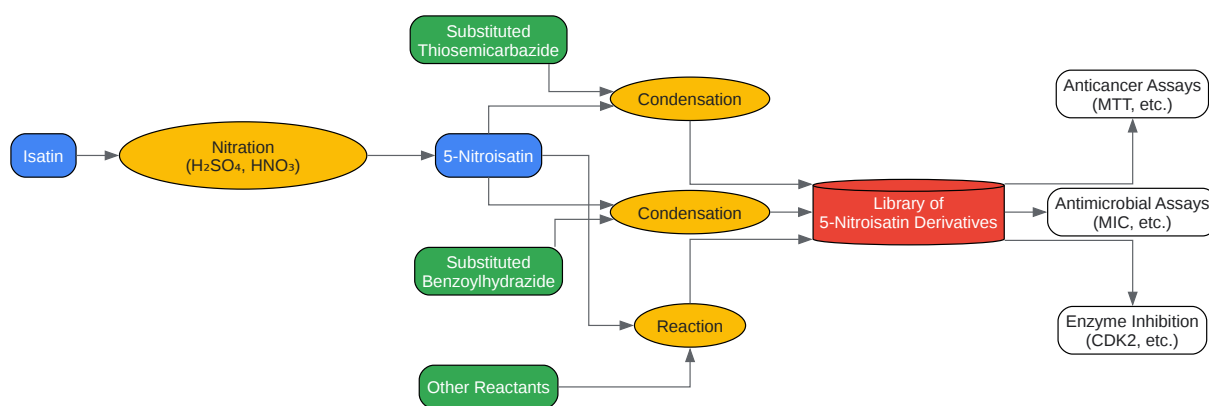 Substituted
Thiosemicarbazide
Condensation
Anticancer Assays
(MTT, etc.)
Isatin
Nitration
(H₂SO₄, HNO₃)
5-Nitroisatin
Condensation
Library of
5-Nitroisatin Derivatives
Antimicrobial Assays
(MIC, etc.)
Substituted
Benzoylhydrazide
Reaction
Enzyme Inhibition
(CDK2, etc.)
Other Reactants